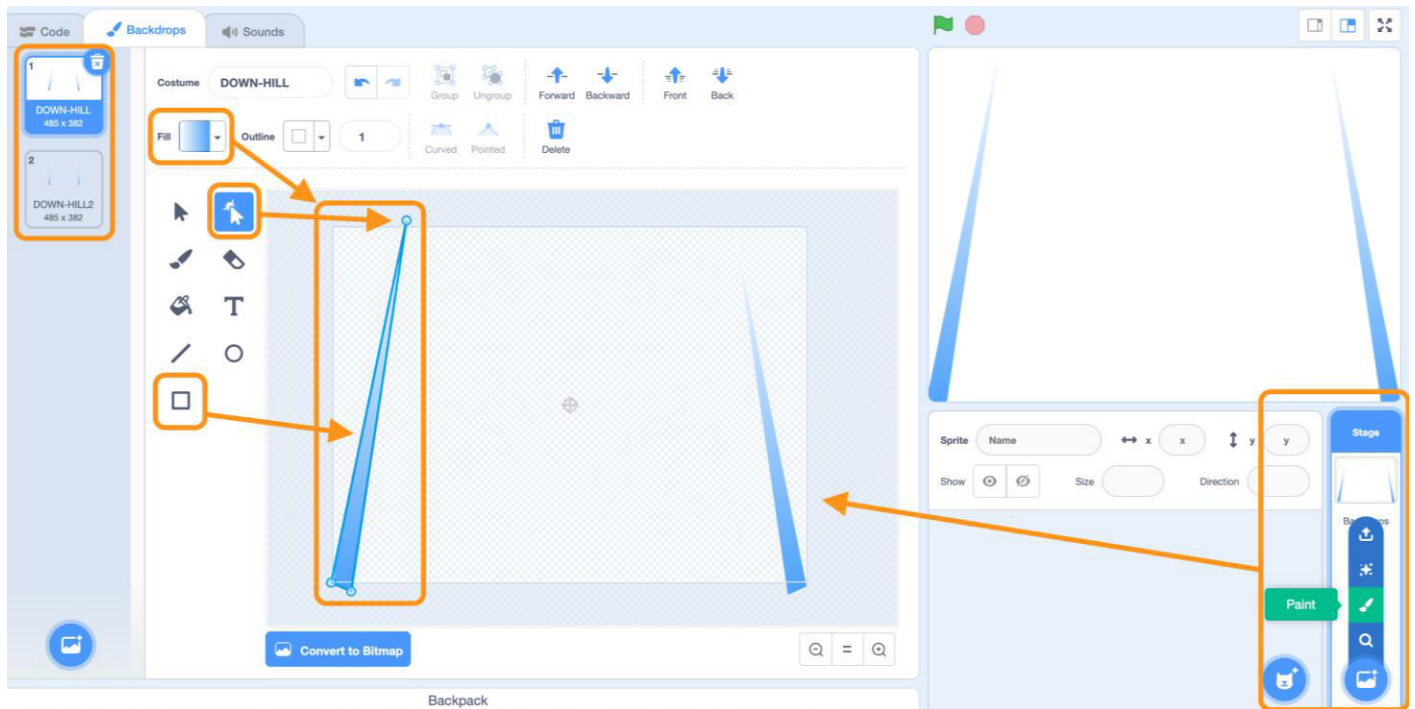 Code Backdrops Sounds
1
DOWN-HILL
485 x 382
2
DOWN-HILL2
485 x 382
Costume DOWN-HILL Group Ungroup Forward Backward Front Back
Fill Outline 1 Curved Pointed Delete
T
Convert to Bitmap
=
Backpack
Sprite Name x x y y
Show Size Direction
Stage
Paint